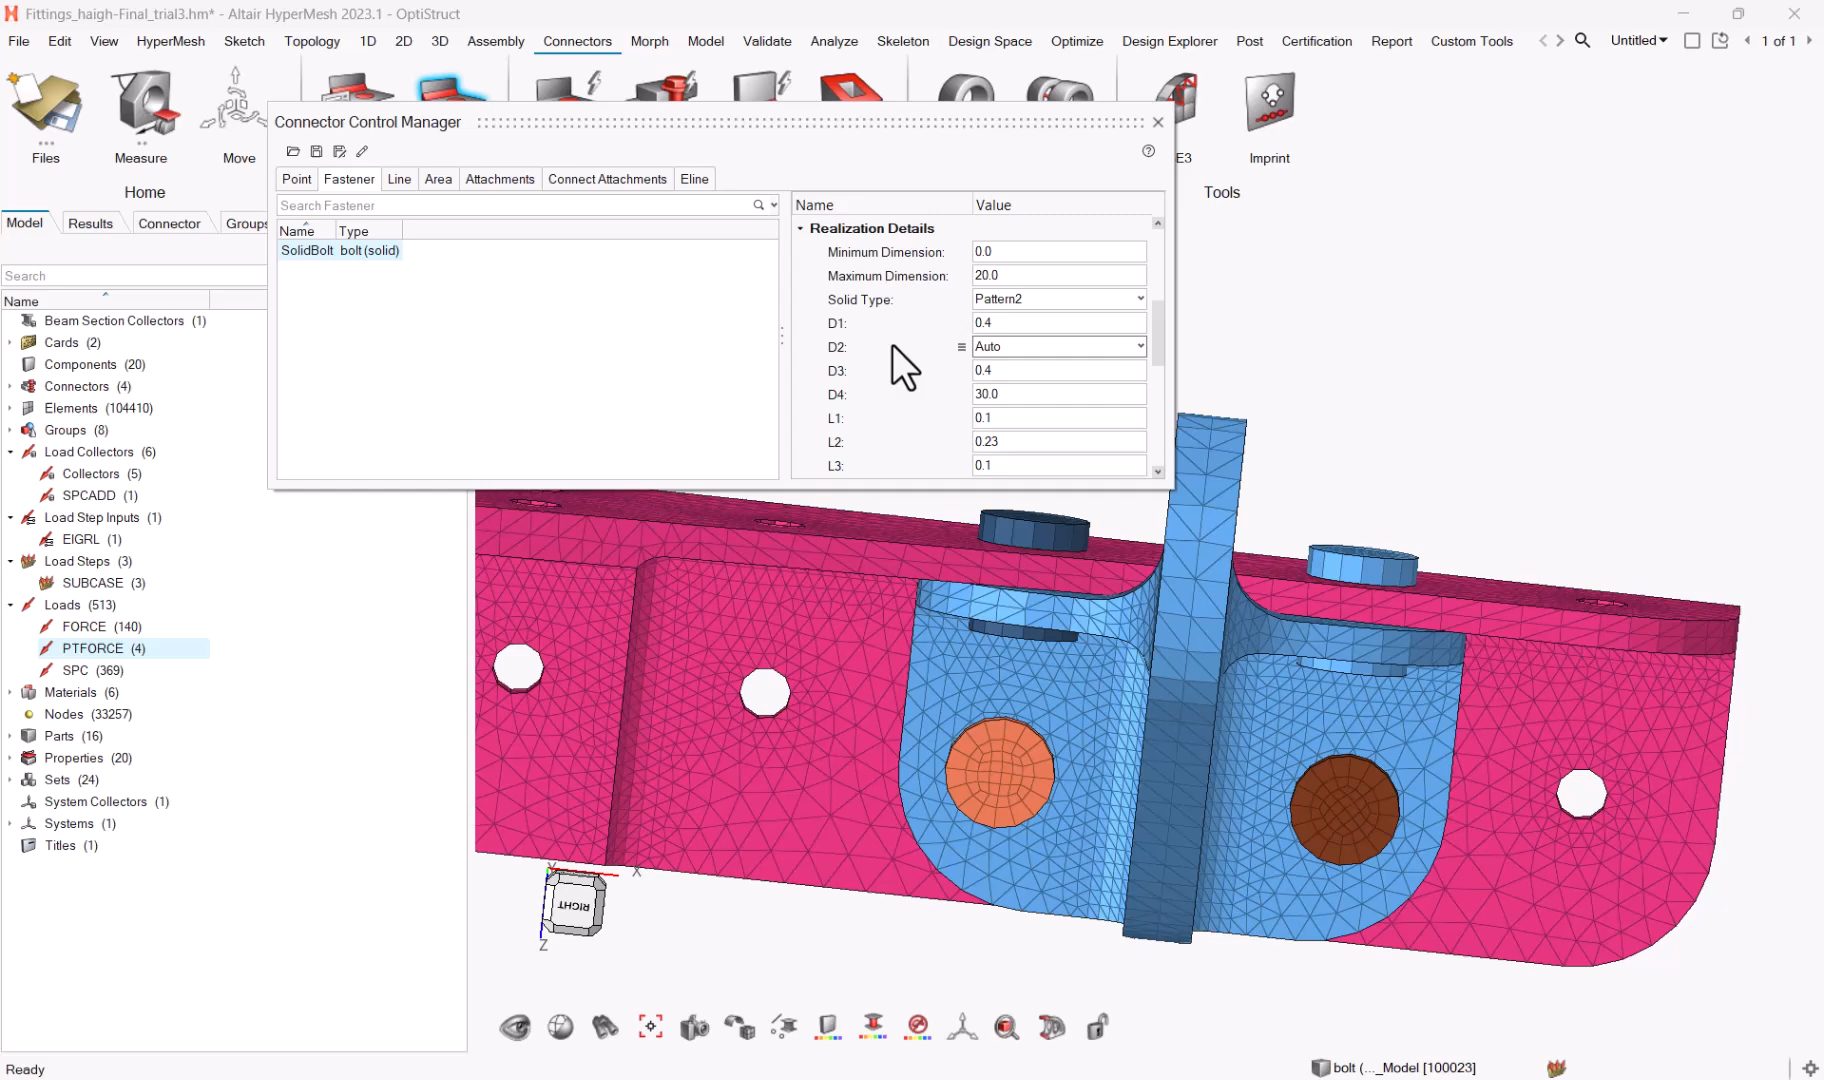 Fittings_haigh-Final_trial3.hm* - Altair HyperMesh 2023.1 - OptiStruct
File Edit View HyperMesh Sketch Topology 1D 2D 3D Assembly Connectors Morph Model Validate Analyze Skeleton Design Space Optimize Design Explorer Post Certification Report Custom Tools Untitled 1 of 1
Files Measure Move E3 Imprint
Home Tools
Connector Control Manager
Point Fastener Line Area Attachments Connect Attachments Eline
Search Fastener
Name Type
SolidBolt bolt (solid)
Name Value
Realization Details
Minimum Dimension: 0.0
Maximum Dimension: 20.0
Solid Type: Pattern2
D1: 0.4
D2: Auto
D3: 0.4
D4: 30.0
L1: 0.1
L2: 0.23
L3: 0.1
Model Results Connector Groups
Search
Name
Beam Section Collectors (1)
Cards (2)
Components (20)
Connectors (4)
Elements (104410)
Groups (8)
Load Collectors (6)
Collectors (5)
SPCADD (1)
Load Step Inputs (1)
EIGRL (1)
Load Steps (3)
SUBCASE (3)
Loads (513)
FORCE (140)
PTFORCE (4)
SPC (369)
Materials (6)
Nodes (33257)
Parts (16)
Properties (20)
Sets (24)
System Collectors (1)
Systems (1)
Titles (1)
Y
X
RIGHT
Z
Ready
bolt (..._Model [100023]